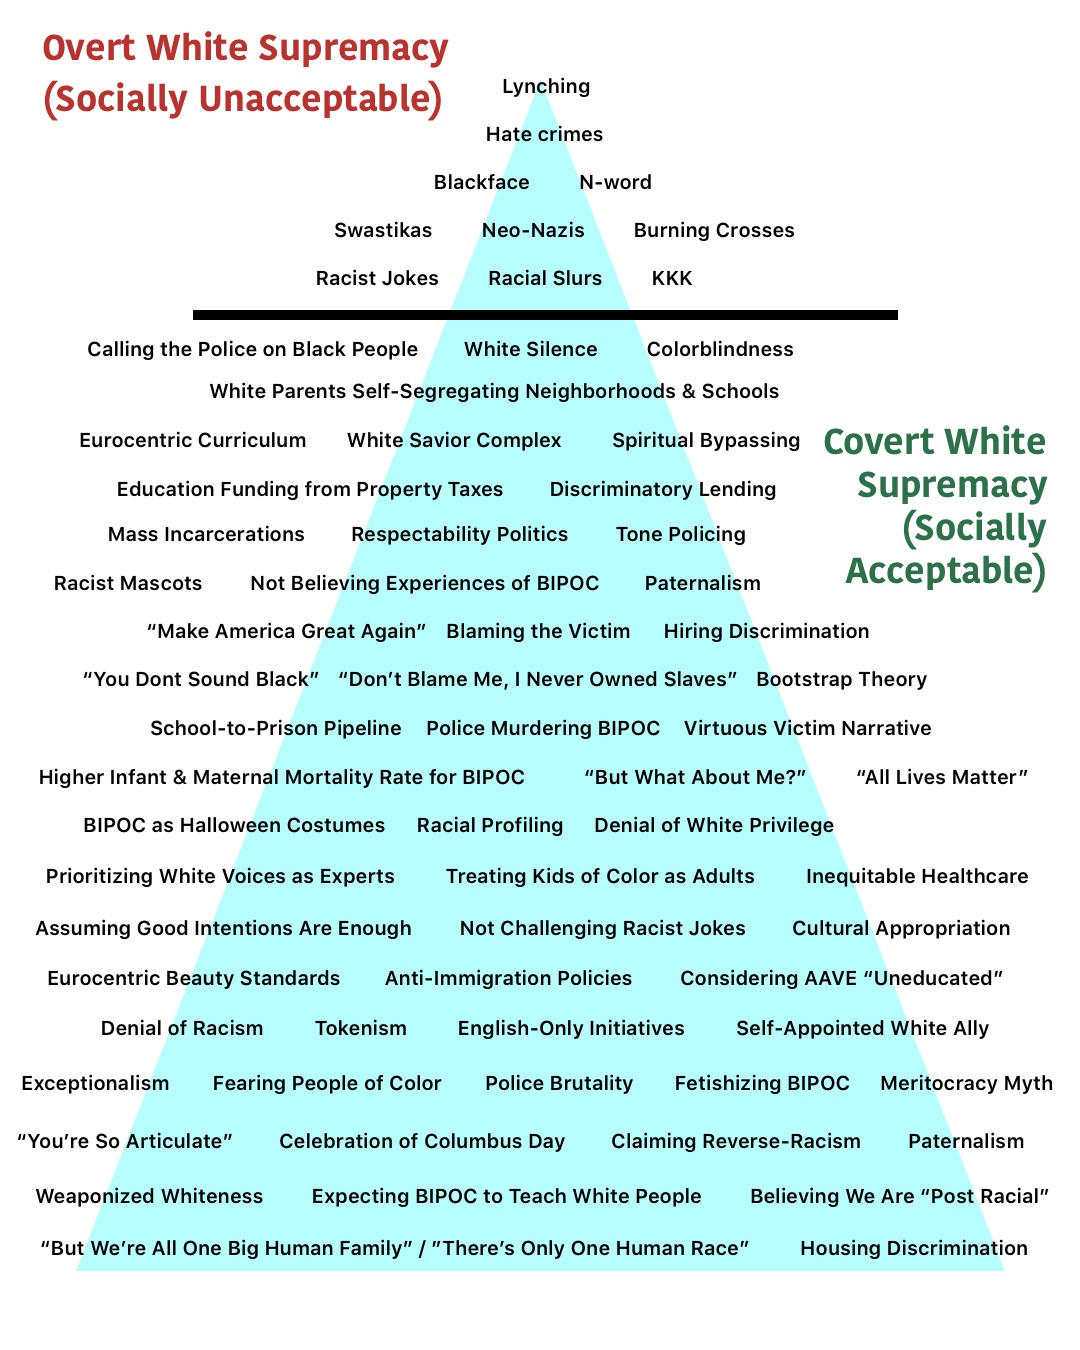 Overt White Supremacy
(Socially Unacceptable)
Lynching
Hate crimes
Blackface N-word
Swastikas Neo-Nazis Burning Crosses
Racist Jokes Racial Slurs KKK
Calling the Police on Black People White Silence Colorblindness
White Parents Self-Segregating Neighborhoods & Schools
Eurocentric Curriculum White Savior Complex Spiritual Bypassing
Covert White
Supremacy
(Socially
Acceptable)
Education Funding from Property Taxes Discriminatory Lending
Mass Incarcerations Respectability Politics Tone Policing
Racist Mascots Not Believing Experiences of BIPOC Paternalism
“Make America Great Again” Blaming the Victim Hiring Discrimination
“You Dont Sound Black” “Don’t Blame Me, I Never Owned Slaves” Bootstrap Theory
School-to-Prison Pipeline Police Murdering BIPOC Virtuous Victim Narrative
Higher Infant & Maternal Mortality Rate for BIPOC “But What About Me?” “All Lives Matter”
BIPOC as Halloween Costumes Racial Profiling Denial of White Privilege
Prioritizing White Voices as Experts Treating Kids of Color as Adults Inequitable Healthcare
Assuming Good Intentions Are Enough Not Challenging Racist Jokes Cultural Appropriation
Eurocentric Beauty Standards Anti-Immigration Policies Considering AAVE “Uneducated”
Denial of Racism Tokenism English-Only Initiatives Self-Appointed White Ally
Exceptionalism Fearing People of Color Police Brutality Fetishizing BIPOC Meritocracy Myth
“You’re So Articulate” Celebration of Columbus Day Claiming Reverse-Racism Paternalism
Weaponized Whiteness Expecting BIPOC to Teach White People Believing We Are “Post Racial”
“But We’re All One Big Human Family” / ”There’s Only One Human Race” Housing Discrimination